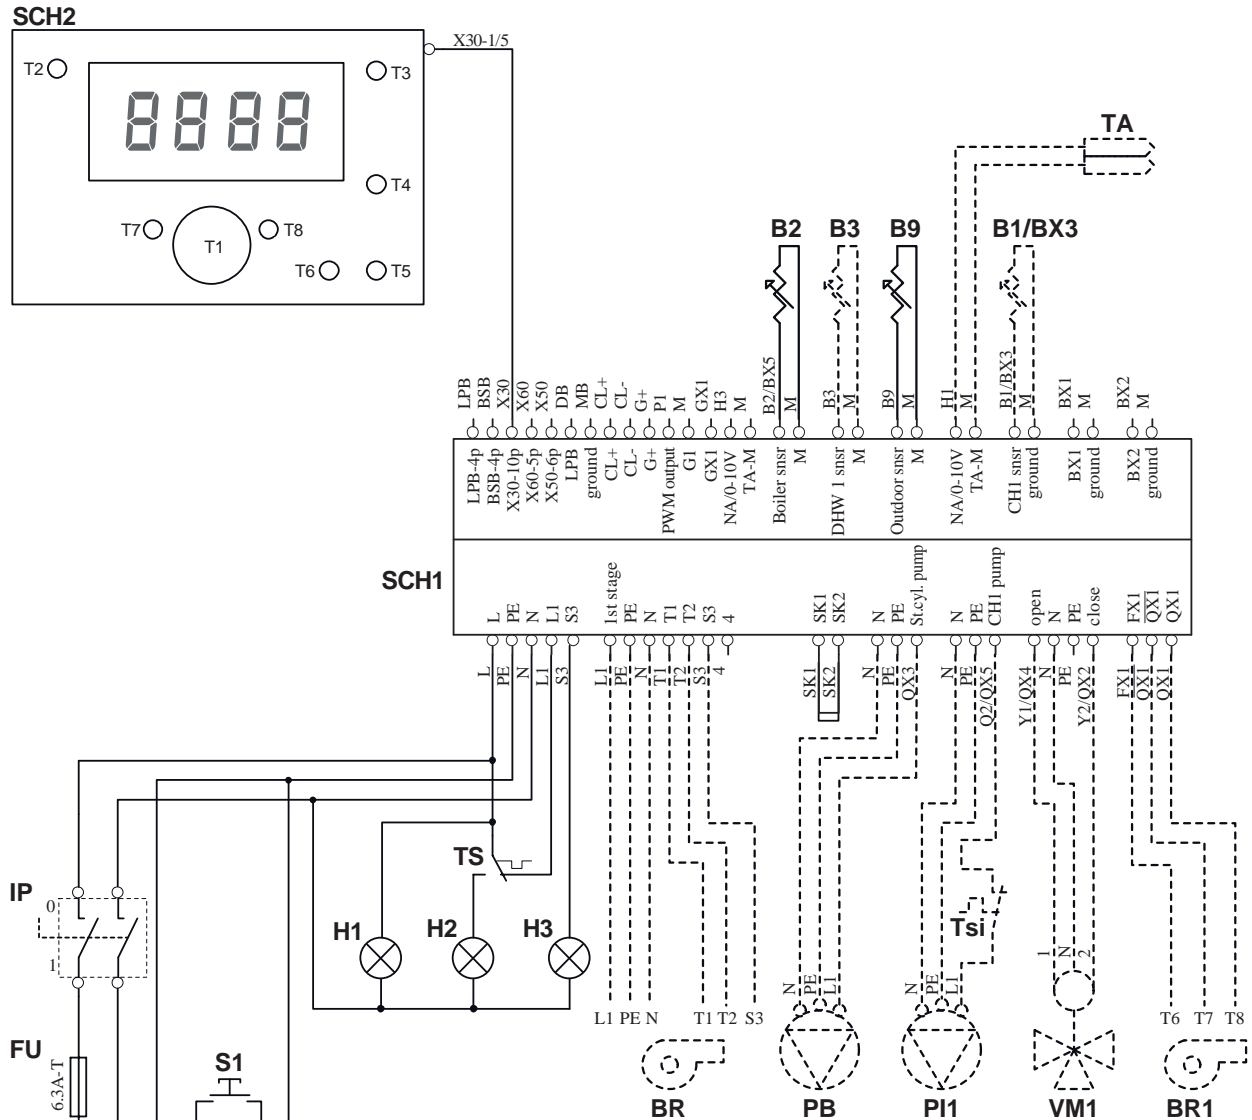 SCH2
X30-1/5
T2
T3
T4
T7
T1
T8
T6
T5
TA
B2
B3
B9
B1/BX3
LPB
BSB
X30
X60
X50
DB
MB
CL+
CL-
G+
P1
M
GX1
H3
M
B2/BX5
M
B3
M
B9
M
H1
M
B1/BX3
M
BX1
M
BX2
M
LPB-4p
BSB-4p
X30-10p
X60-5p
X50-6p
LPB
ground
CL+
CL-
G+
PWM output
G1
GX1
NA/0-10V
TA-M
Boiler snsr
M
DHW 1 snsr
M
Outdoor snsr
M
NA/0-10V
TA-M
CH1 snsr
ground
BX1
ground
BX2
ground
SCH1
L
PE
N
L1
S3
1st stage
PE
N
T1
T2
S3
4
SK1
SK2
N
PE
St.cyl. pump
N
PE
CH1 pump
open
N
PE
close
FX1
QX1
QX1
L
PE
N
L1
S3
L1
PE
N
T1
T2
S3
4
SK1
SK2
N
PE
QX3
N
PE
Q2/QX5
Y1/QX4
N
PE
Y2/QX2
FX1
QX1
QX1
TS
IP
0
1
H1
H2
H3
Tsi
N
PE
L1
N
PE
L1
1
N
2
L1 PE N
T1 T2 S3
T6 T7 T8
FU
6.3A-T
S1
BR
PB
PI1
VM1
BR1